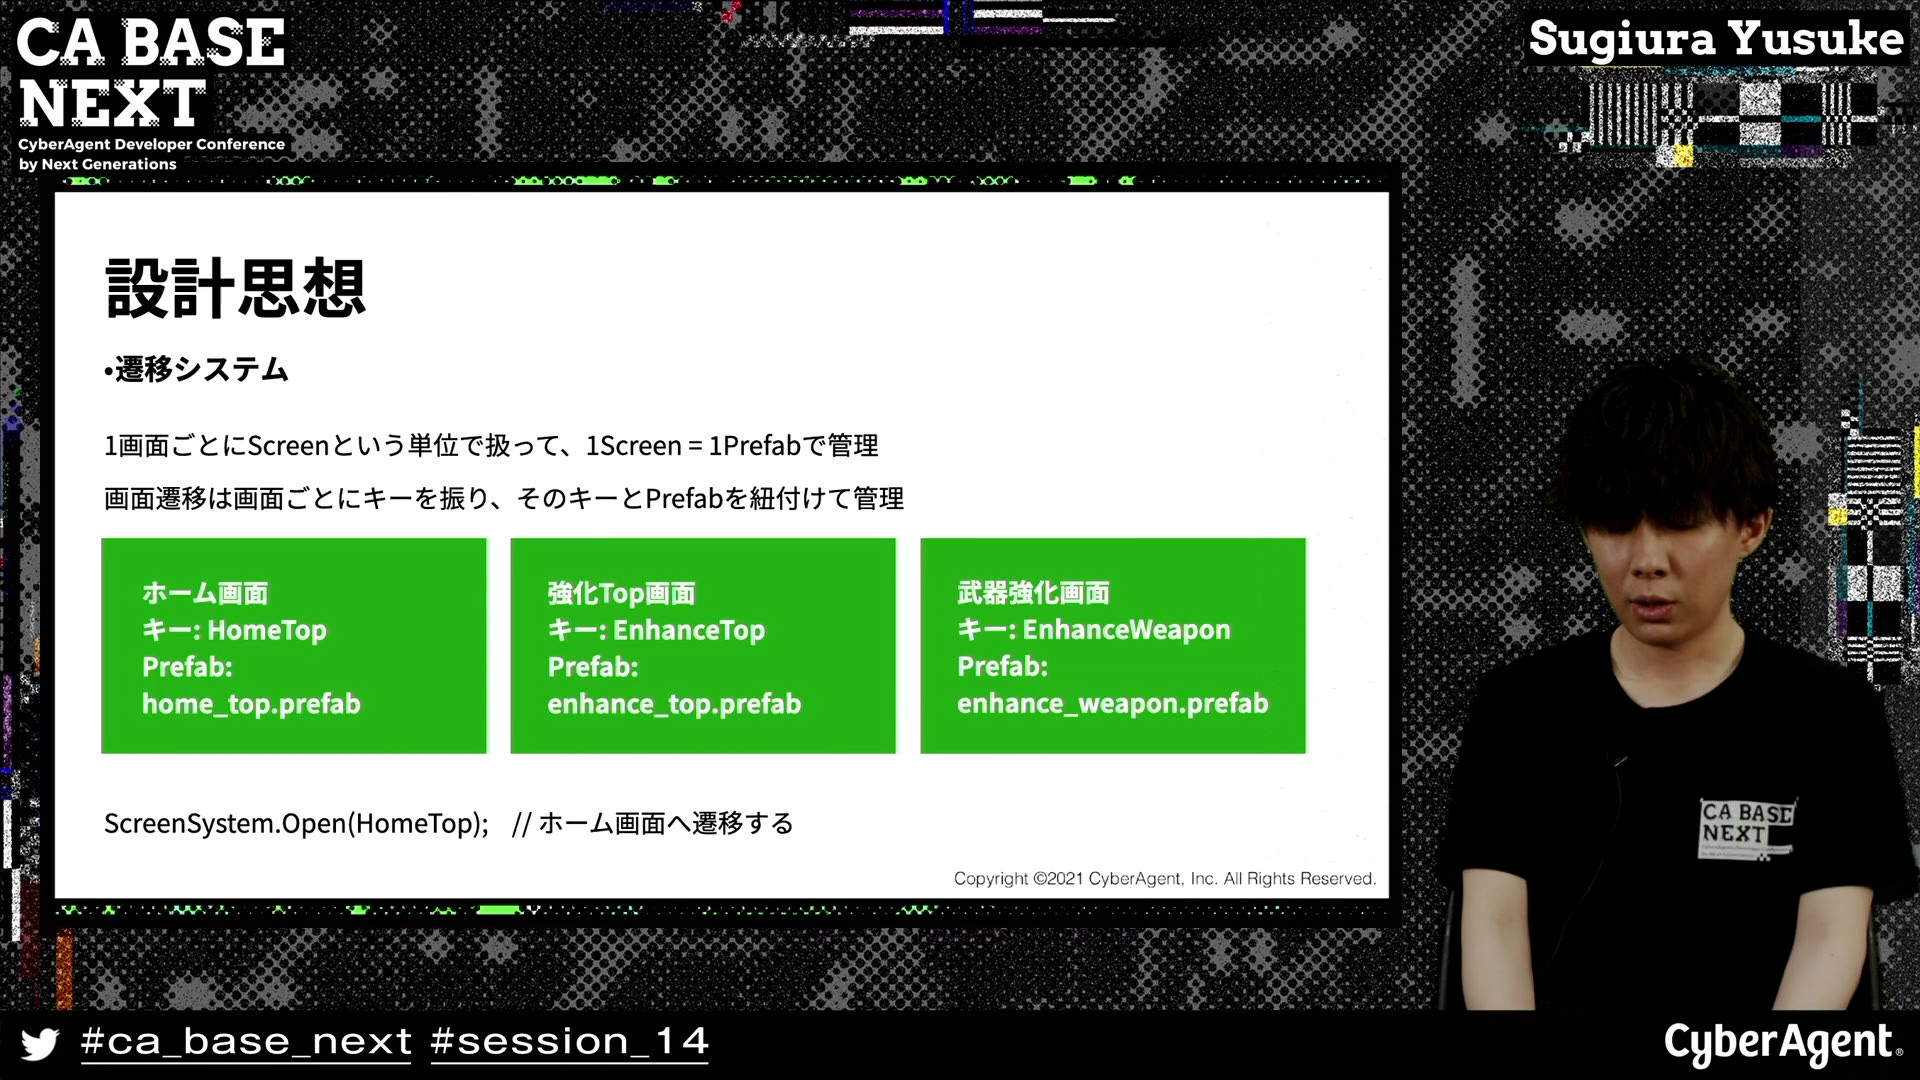 CA BASE
NEXT
CyberAgent Developer Conference
by Next Generations
Sugiura Yusuke
設計思想
•遷移システム
1画面ごとにScreenという単位で扱って、1Screen = 1Prefabで管理
画面遷移は画面ごとにキーを振り、そのキーとPrefabを紐付けて管理
ホーム画面
キー: HomeTop
Prefab:
home_top.prefab
強化Top画面
キー: EnhanceTop
Prefab:
enhance_top.prefab
武器強化画面
キー: EnhanceWeapon
Prefab:
enhance_weapon.prefab
ScreenSystem.Open(HomeTop); // ホーム画面へ遷移する
Copyright ©2021 CyberAgent, Inc. All Rights Reserved.
CA BASE
NEXT
#ca_base_next #session_14
CyberAgent®